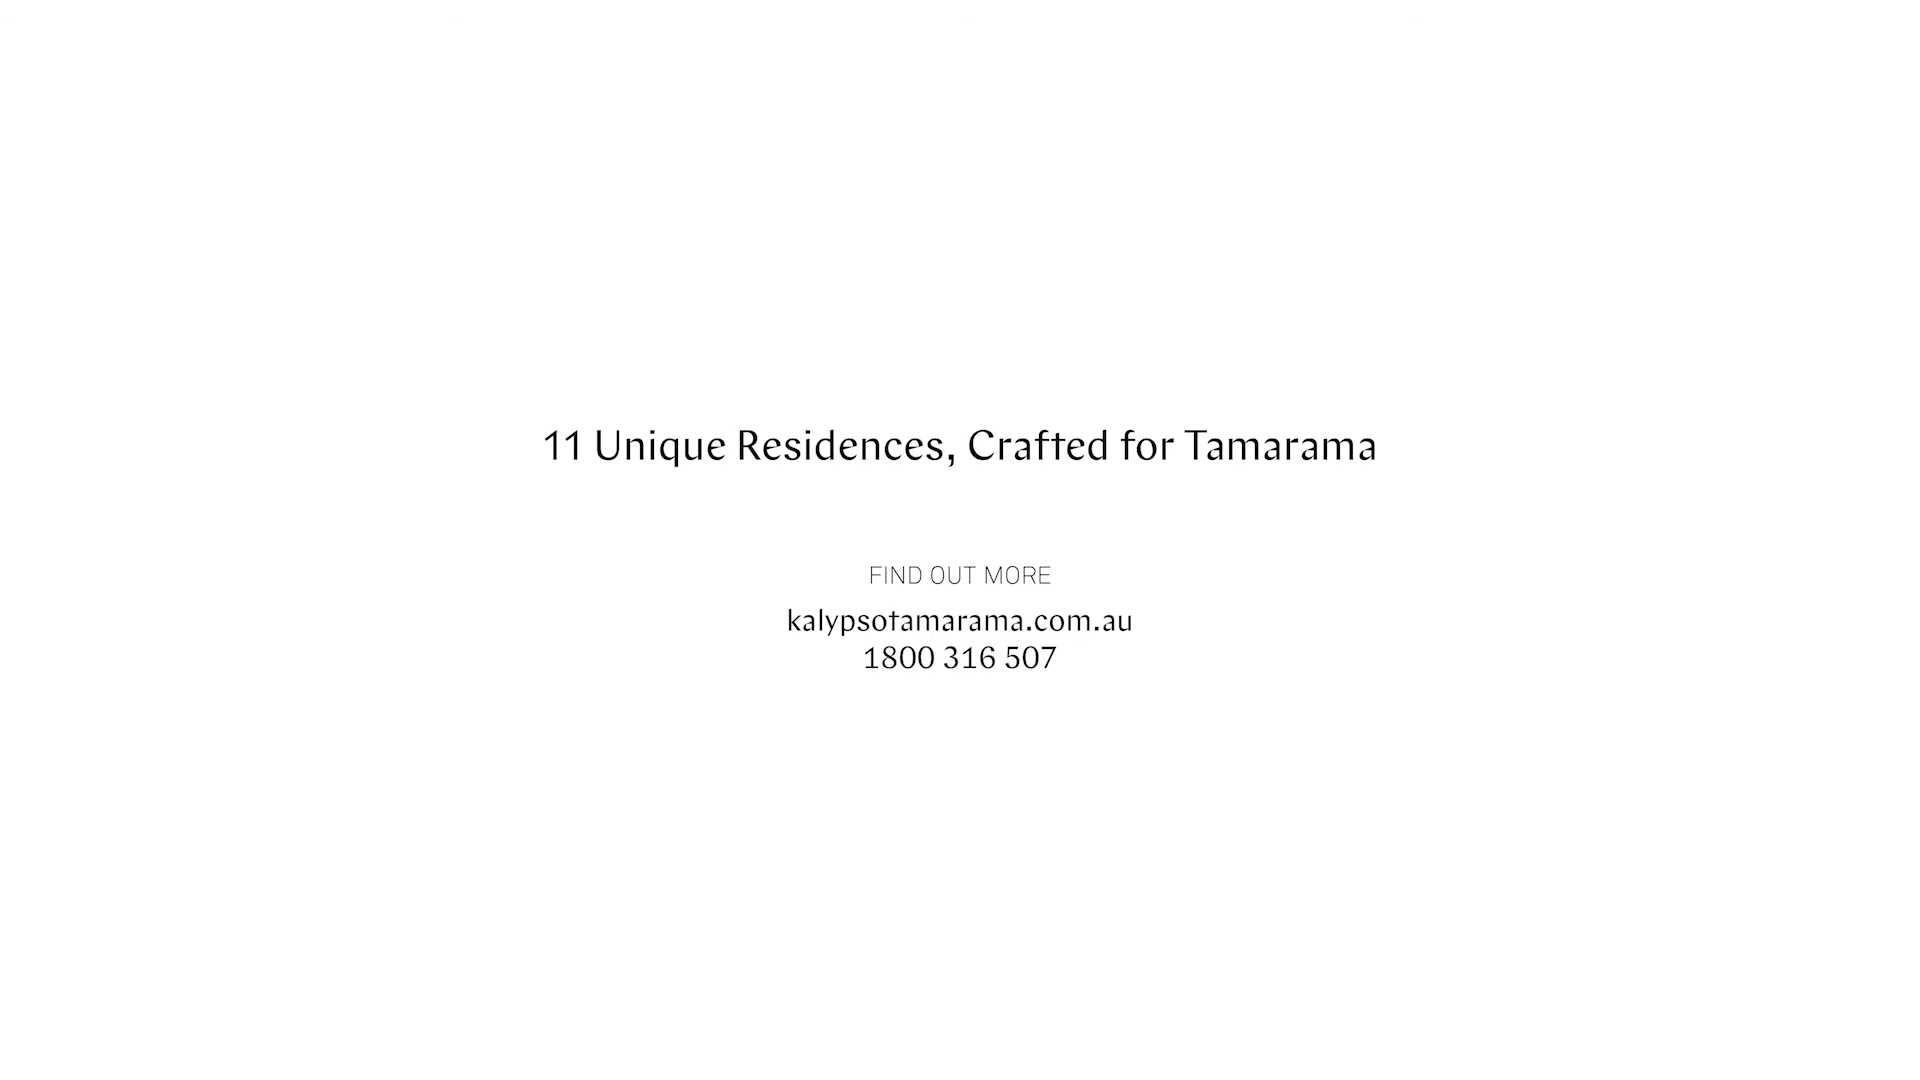 11 Unique Residences, Crafted for Tamarama
FIND OUT MORE
kalypsotamarama.com.au
1800 316 507